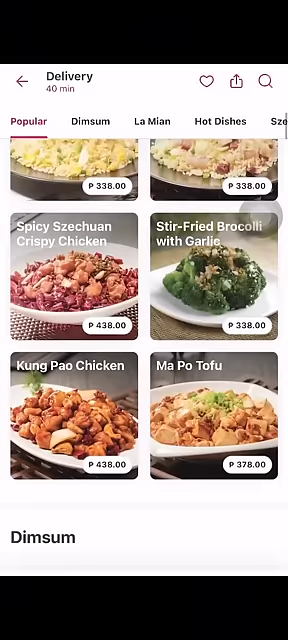 Delivery
40 min
Popular Dimsum La Mian Hot Dishes Sze
P 338.00 P 338.00
Spicy Szechuan
Crispy Chicken
P 438.00
Stir-Fried Brocolli
with Garlic
P 338.00
Kung Pao Chicken
P 438.00
Ma Po Tofu
P 378.00
Dimsum